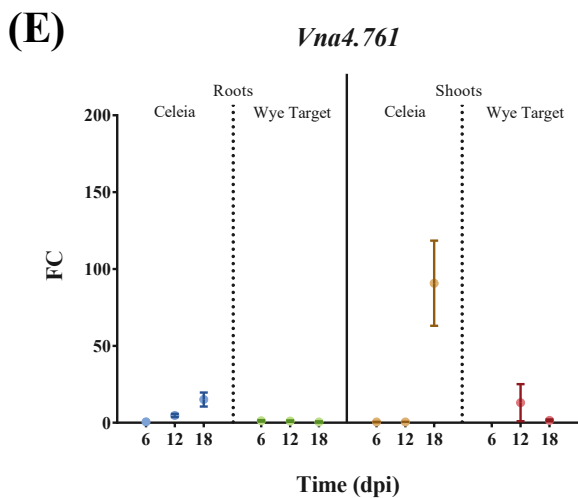 (E)
Vna4.761
Roots
Shoots
Celeia
Wye Target
Celeia
Wye Target
200
150
100
50
0
FC
6 12 18 6 12 18 6 12 18 6 12 18
Time (dpi)